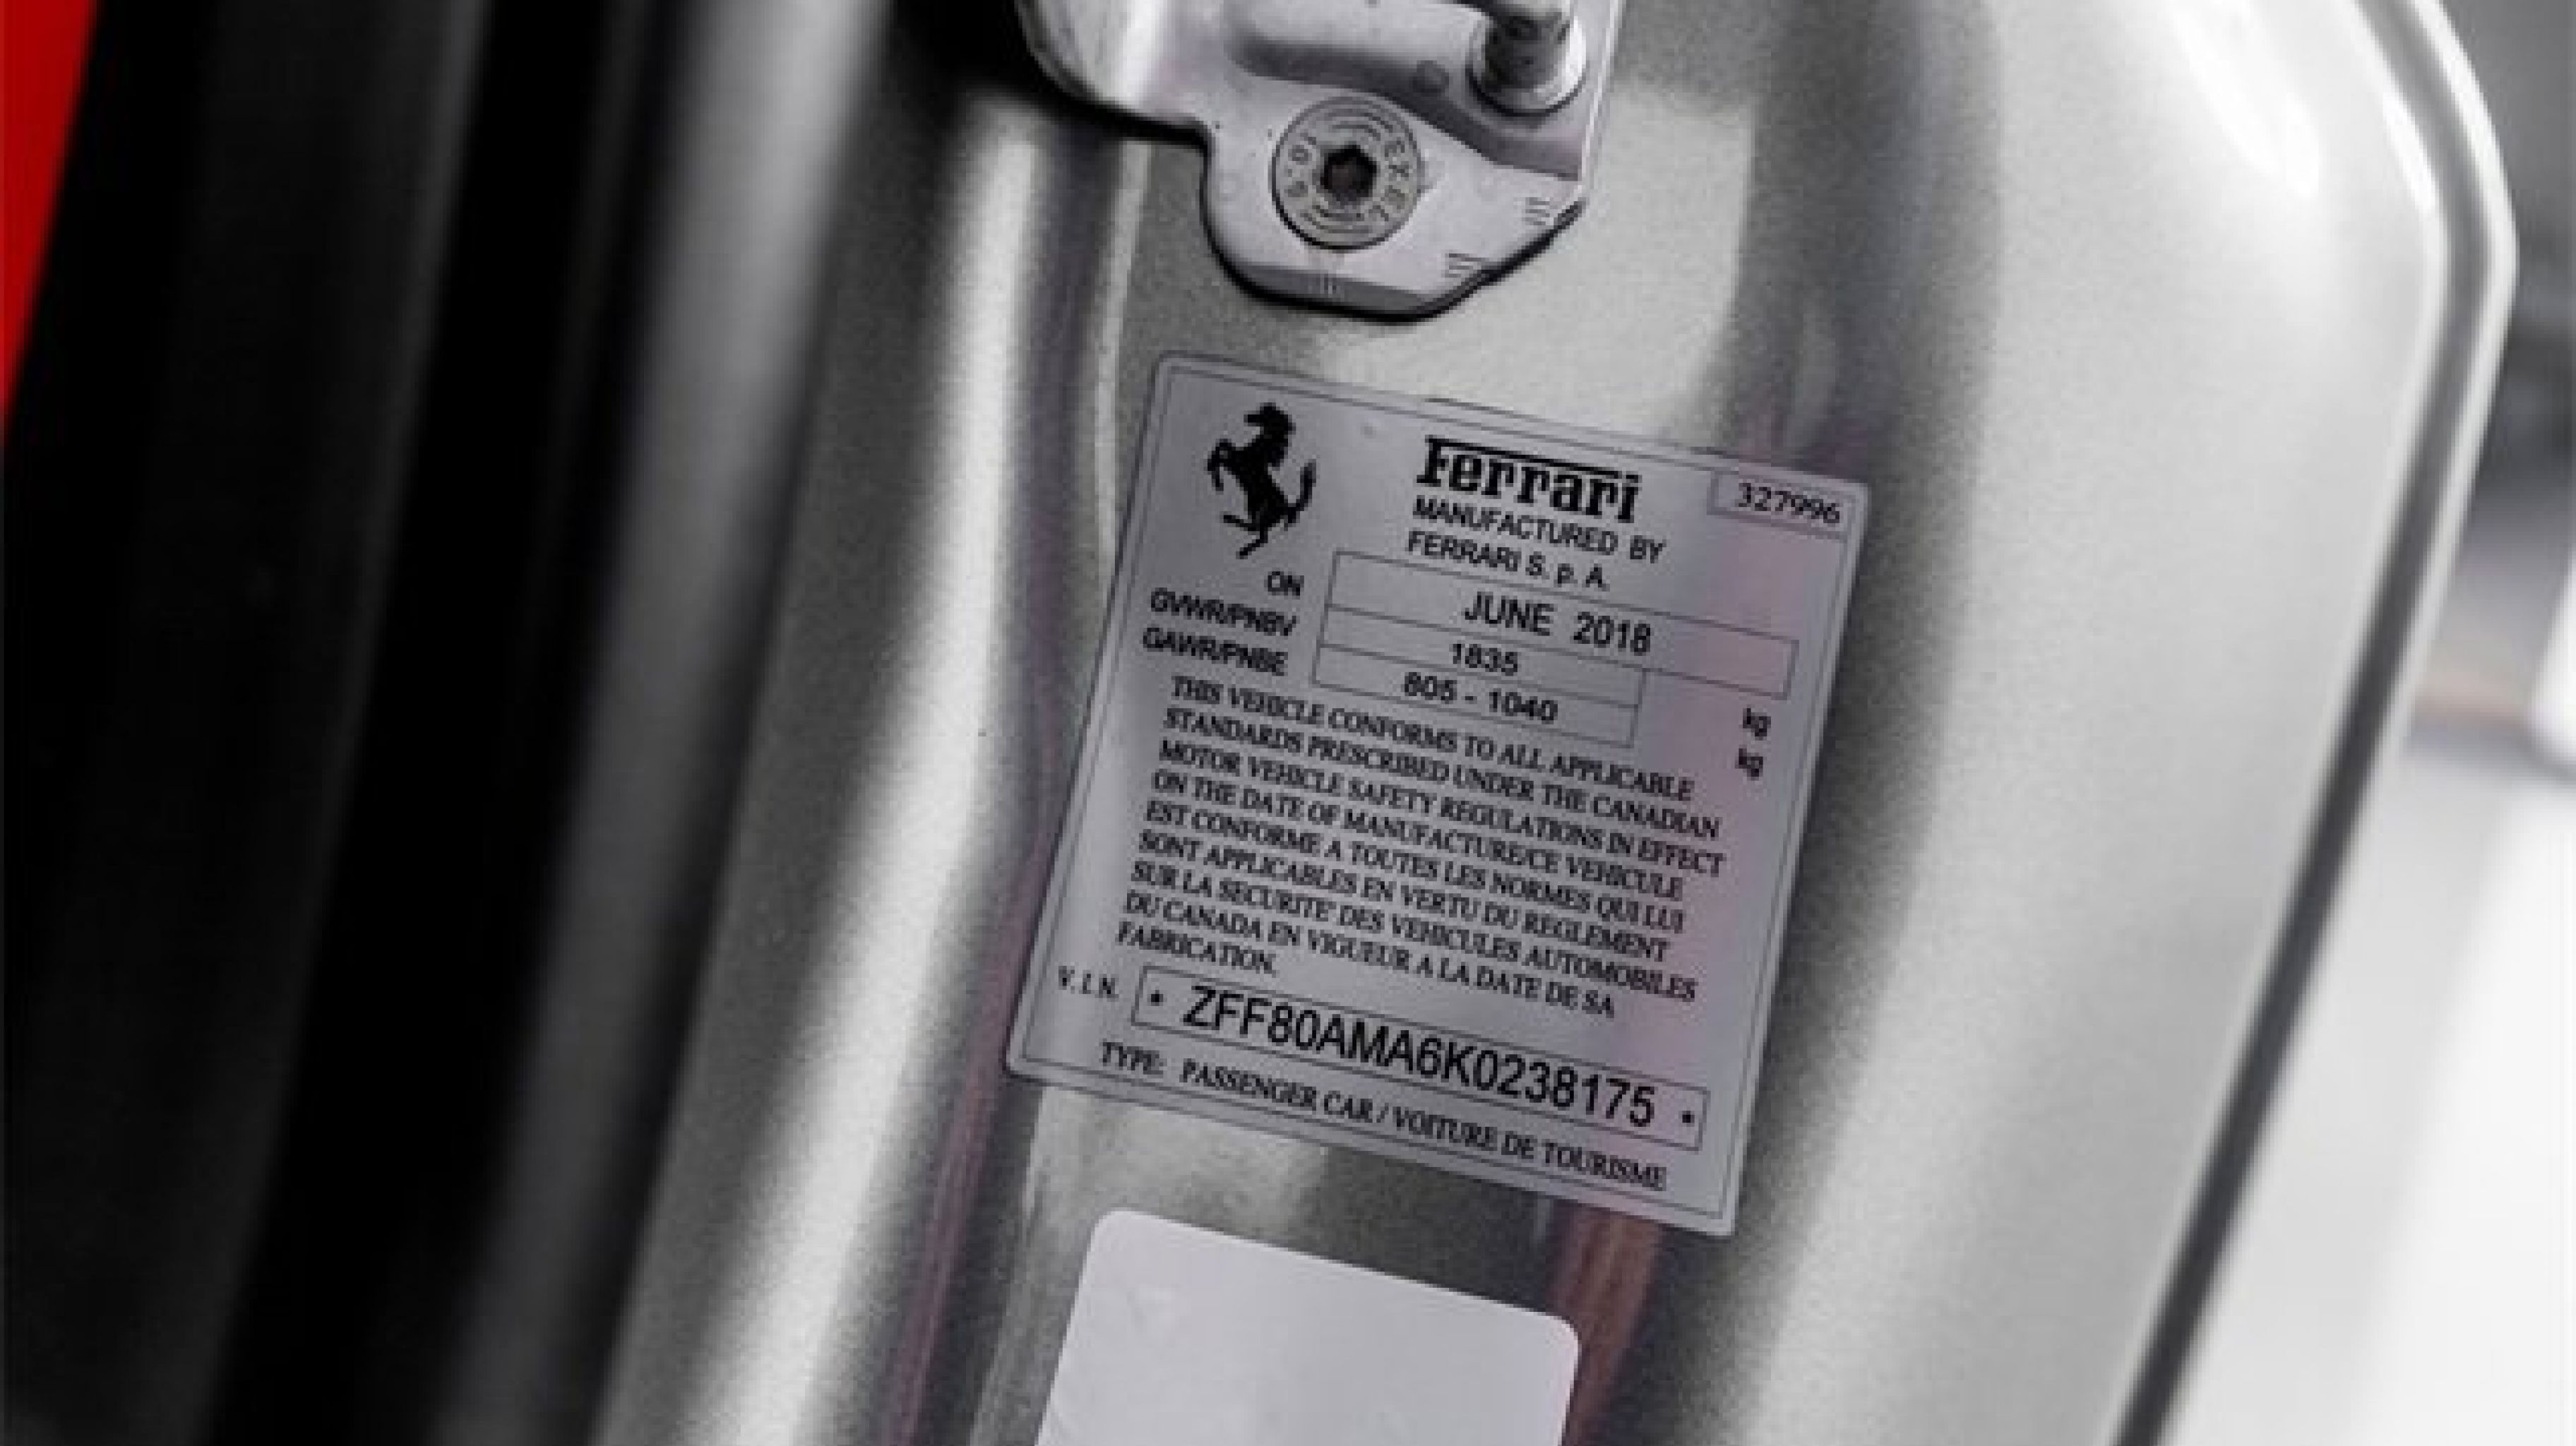 EXEL 10.9
Ferrari
327996
MANUFACTURED BY
FERRARI S. p. A.
ON JUNE 2018
GVWR/PNBV 1835 kg
GAWR/PNBE 805 - 1040 kg
THIS VEHICLE CONFORMS TO ALL APPLICABLE
STANDARDS PRESCRIBED UNDER THE CANADIAN
MOTOR VEHICLE SAFETY REGULATIONS IN EFFECT
ON THE DATE OF MANUFACTURE/CE VEHICULE
EST CONFORME A TOUTES LES NORMES QUI LUI
SONT APPLICABLES EN VERTU DU REGLEMENT
SUR LA SECURITE' DES VEHICULES AUTOMOBILES
DU CANADA EN VIGUEUR A LA DATE DE SA
FABRICATION.
V.I.N. • ZFF80AMA6K0238175 •
TYPE: PASSENGER CAR / VOITURE DE TOURISME